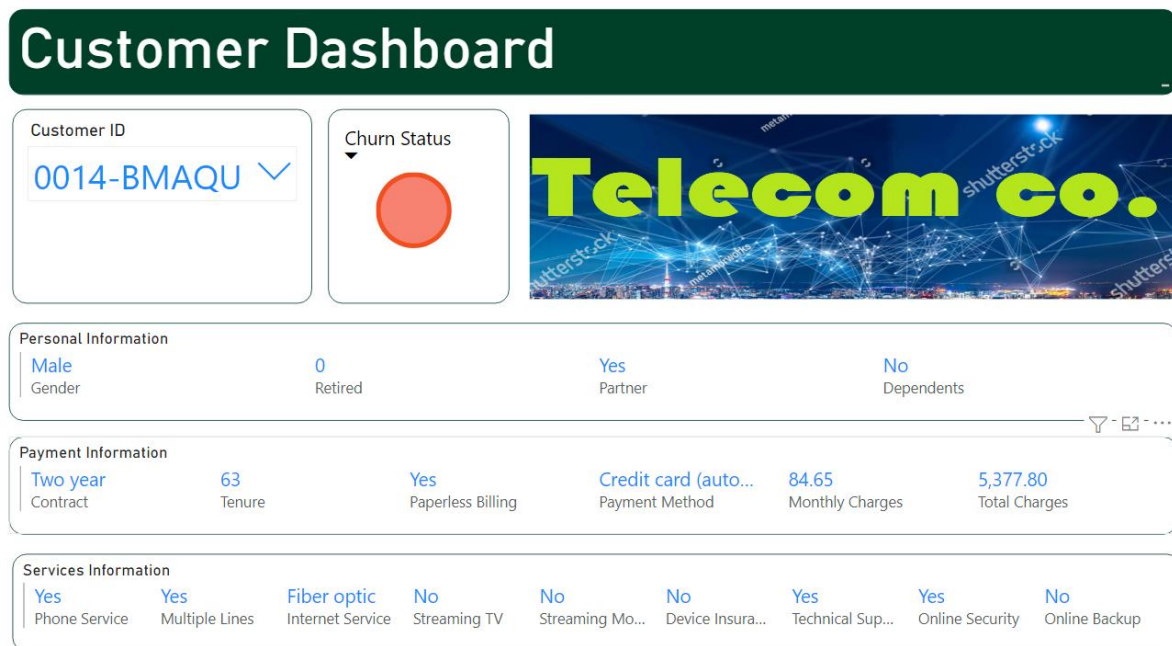 Customer Dashboard
Customer ID
0014-BMAQU
Churn Status
Telecom co.
shutterstock
shutterstock
metamorworks
Personal Information
Male 0 Yes No
Gender Retired Partner Dependents
Payment Information
Two year 63 Yes Credit card (auto... 84.65 5,377.80
Contract Tenure Paperless Billing Payment Method Monthly Charges Total Charges
Services Information
Yes Yes Fiber optic No No No Yes Yes No
Phone Service Multiple Lines Internet Service Streaming TV Streaming Mo... Device Insura... Technical Sup... Online Security Online Backup